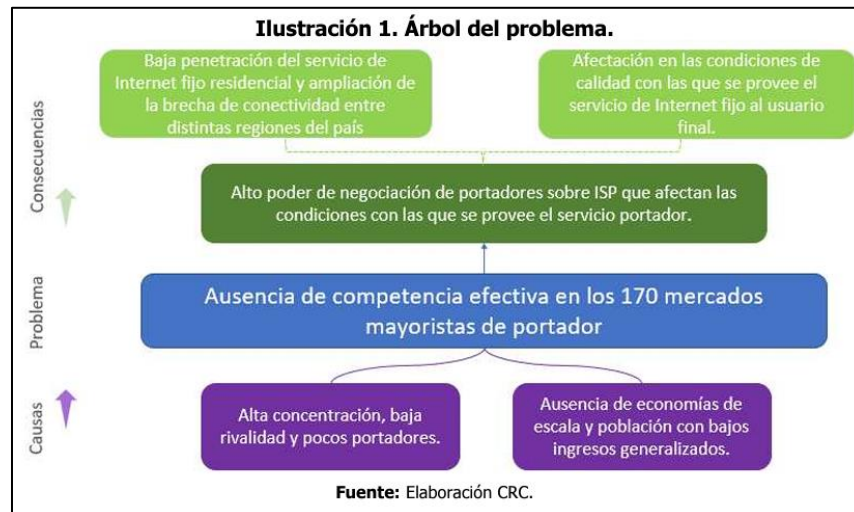 Ilustración 1. Árbol del problema.
Baja penetración del servicio de
Internet fijo residencial y ampliación de
la brecha de conectividad entre
distintas regiones del país
Afectación en las condiciones de
calidad con las que se provee el
servicio de Internet fijo al usuario
final.
Consecuencias
Alto poder de negociación de portadores sobre ISP que afectan las
condiciones con las que se provee el servicio portador.
Problema
Ausencia de competencia efectiva en los 170 mercados
mayoristas de portador
Causas
Alta concentración, baja
rivalidad y pocos portadores.
Ausencia de economías de
escala y población con bajos
ingresos generalizados.
Fuente: Elaboración CRC.